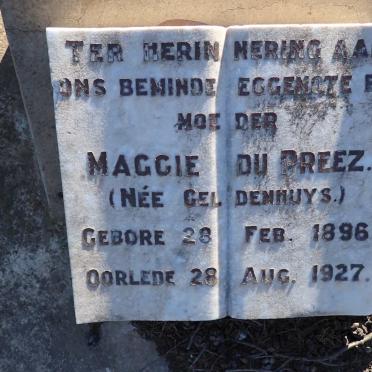 TER HERINNERING AAN
ONS BEMINDE EGGENOTE E
MOEDER
MAGGIE DU PREEZ.
(NÉE GELDENHUYS.)
GEBORE 28 FEB. 1896
OORLEDE 28 AUG. 1927.